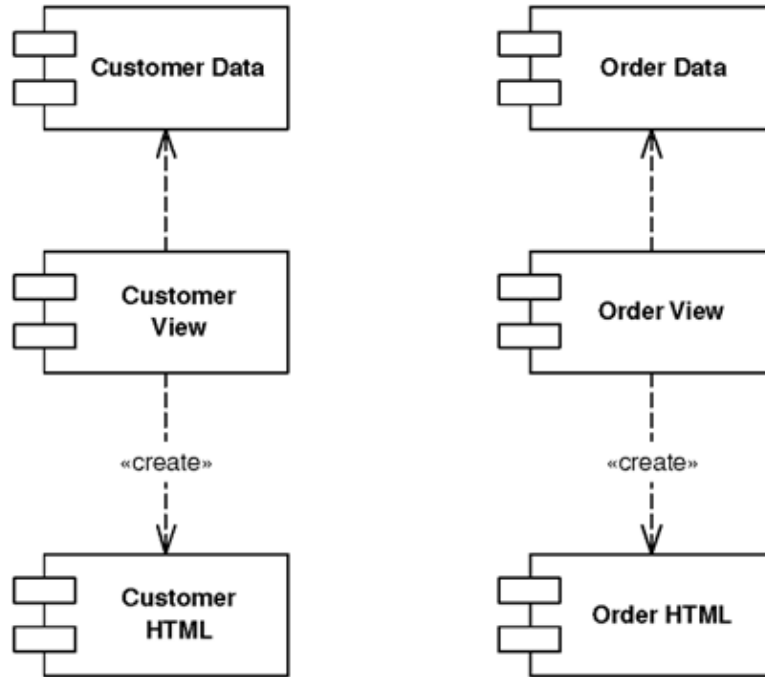 Customer Data
Order Data
Customer
View
Order View
«create»
«create»
Customer
HTML
Order HTML